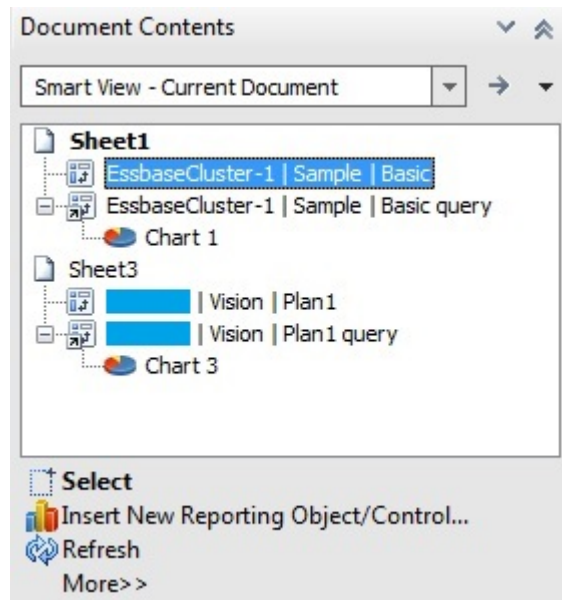 Document Contents
Smart View - Current Document
Sheet1
EssbaseCluster-1 | Sample | Basic
EssbaseCluster-1 | Sample | Basic query
Chart 1
Sheet3
| Vision | Plan1
| Vision | Plan1 query
Chart 3
Select
Insert New Reporting Object/Control...
Refresh
More>>